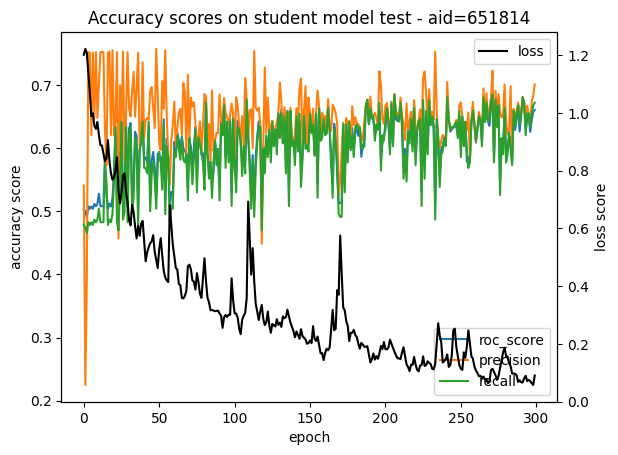 Accuracy scores on student model test - aid=651814
loss
accuracy score
0.7
0.6
0.5
0.4
0.3
0.2
1.2
1.0
0.8
0.6
0.4
0.2
0.0
loss score
roc_score
precision
recall
0 50 100 150 200 250 300
epoch